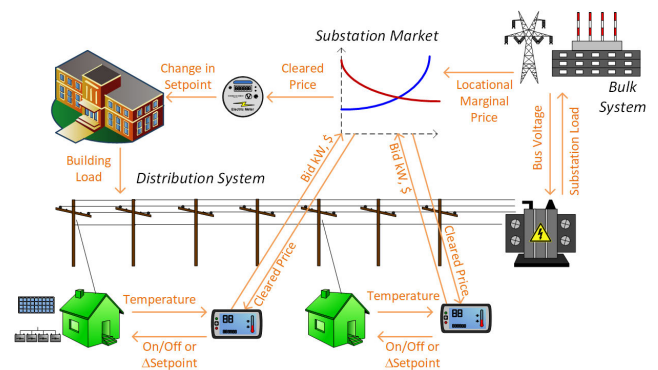 Substation Market
Change in
Setpoint
Cleared
Price
Locational
Marginal
Price
Bulk
System
Bus Voltage
Substation Load
Building
Load
Distribution System
Bid kW, $
Cleared Price
Bid kW, $
Cleared Price
Temperature
On/Off or
ΔSetpoint
Temperature
On/Off or
ΔSetpoint